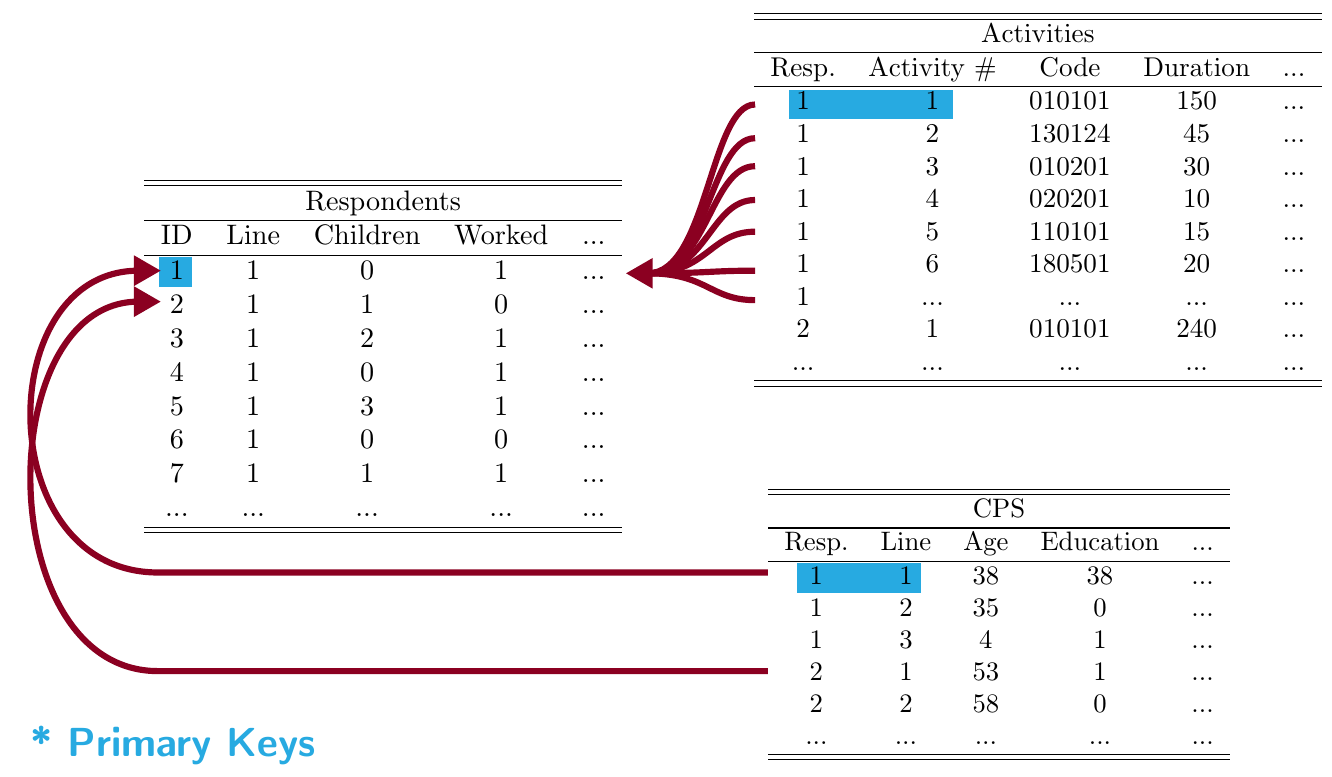 Activities
Resp. Activity # Code Duration ...
1 1 010101 150 ...
1 2 130124 45 ...
1 3 010201 30 ...
1 4 020201 10 ...
1 5 110101 15 ...
1 6 180501 20 ...
1 ... ... ... ...
2 1 010101 240 ...
... ... ... ... ...
Respondents
ID Line Children Worked ...
1 1 0 1 ...
2 1 1 0 ...
3 1 2 1 ...
4 1 0 1 ...
5 1 3 1 ...
6 1 0 0 ...
7 1 1 1 ...
... ... ... ... ...
CPS
Resp. Line Age Education ...
1 1 38 38 ...
1 2 35 0 ...
1 3 4 1 ...
2 1 53 1 ...
2 2 58 0 ...
... ... ... ... ...
* Primary Keys